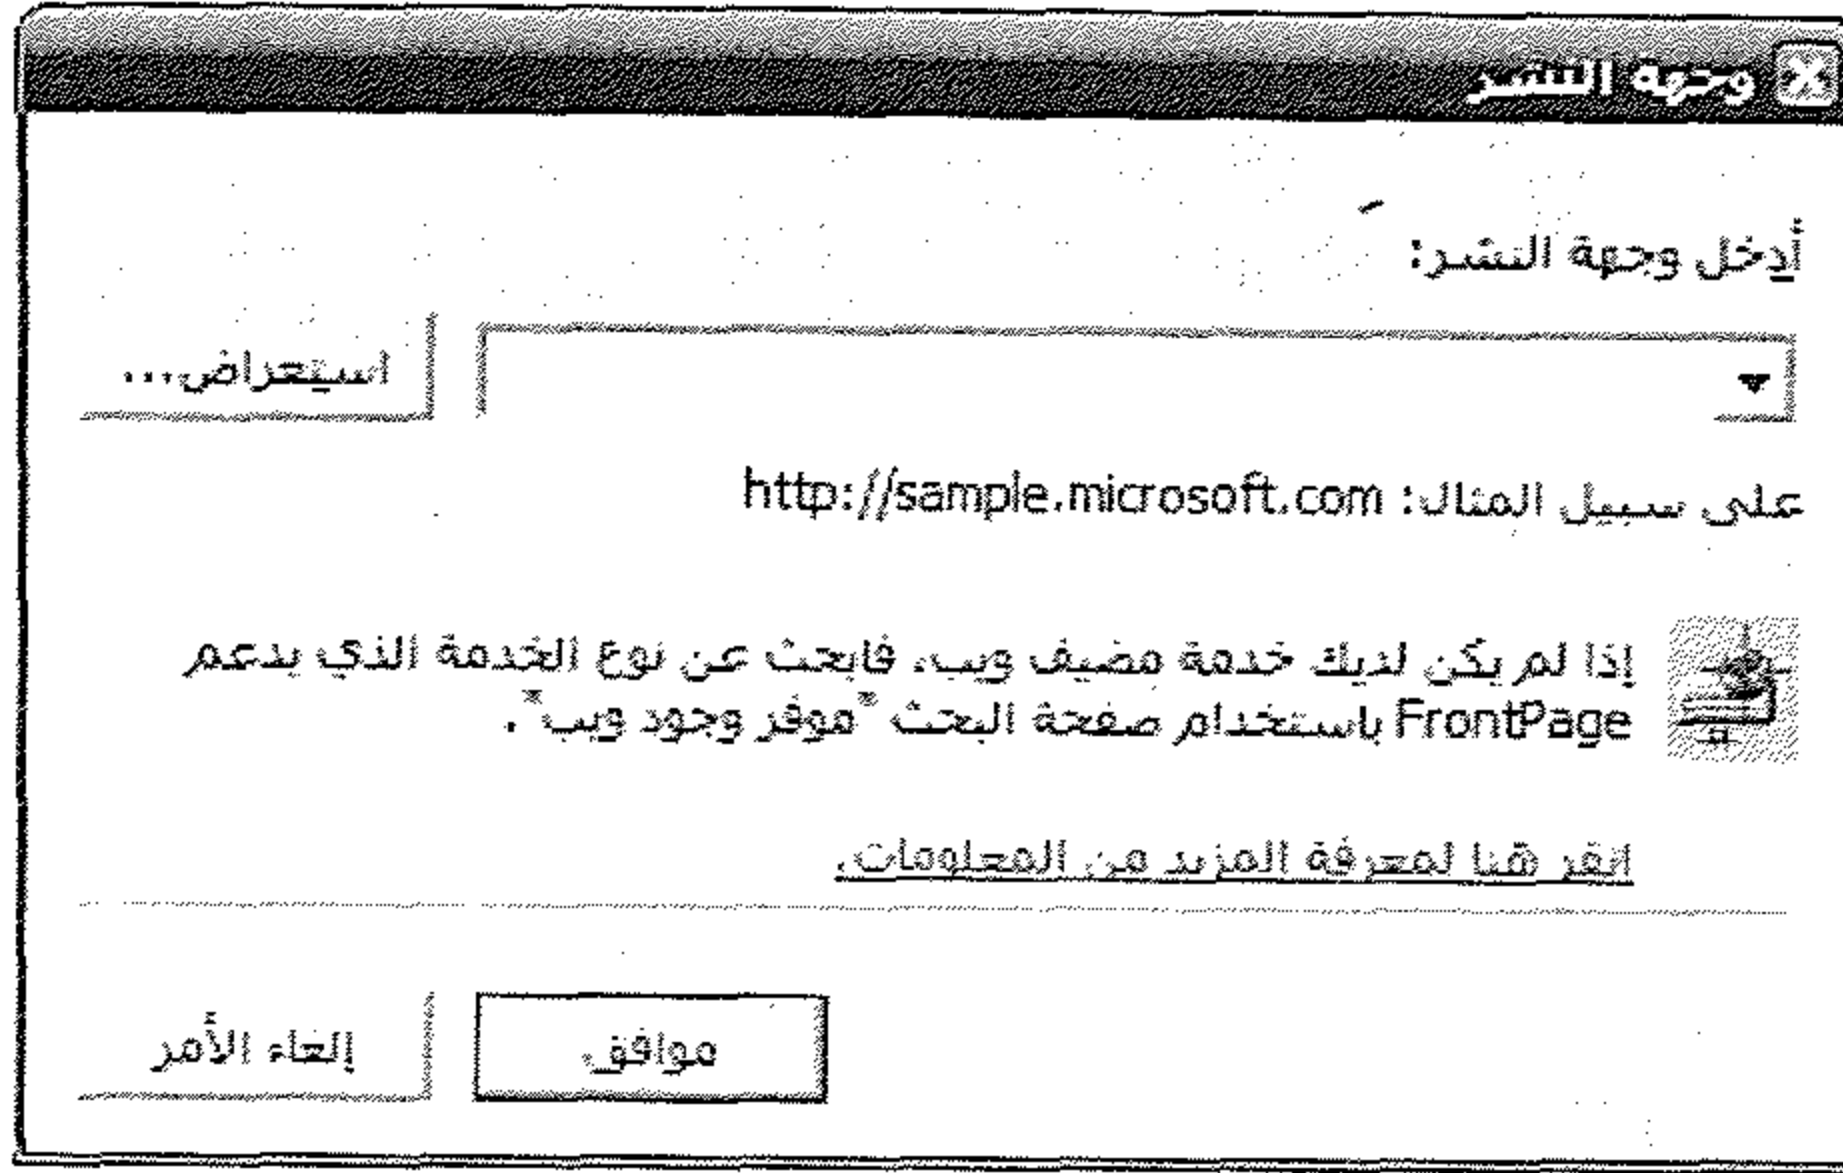 وجهة النشر
أدخل وجهة النشر:
استعراض...
على سبيل المثال: http://sample.microsoft.com
إذا لم يكن لديك خدمة مضيف ويب، فابحث عن نوع الخدمة الذي يدعم
FrontPage باستخدام صفحة البحث "موفر وجود ويب".
انقر هنا لمعرفة المزيد من المعلومات.
موافق
إلغاء الأمر